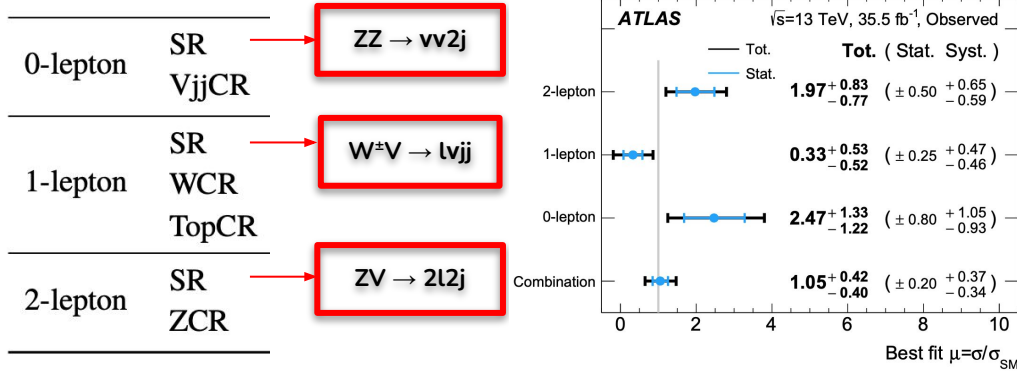 0-lepton
SR
VjjCR
ZZ → vv2j
1-lepton
SR
WCR
TopCR
W±V → lvjj
2-lepton
SR
ZCR
ZV → 2l2j
ATLAS √s=13 TeV, 35.5 fb⁻¹, Observed
Tot.
Stat.
Tot. ( Stat. Syst. )
2-lepton 1.97 +0.83 −0.77 ( ± 0.50 +0.65 −0.59 )
1-lepton 0.33 +0.53 −0.52 ( ± 0.25 +0.47 −0.46 )
0-lepton 2.47 +1.33 −1.22 ( ± 0.80 +1.05 −0.93 )
Combination 1.05 +0.42 −0.40 ( ± 0.20 +0.37 −0.34 )
0 2 4 6 8 10
Best fit μ=σ/σSM